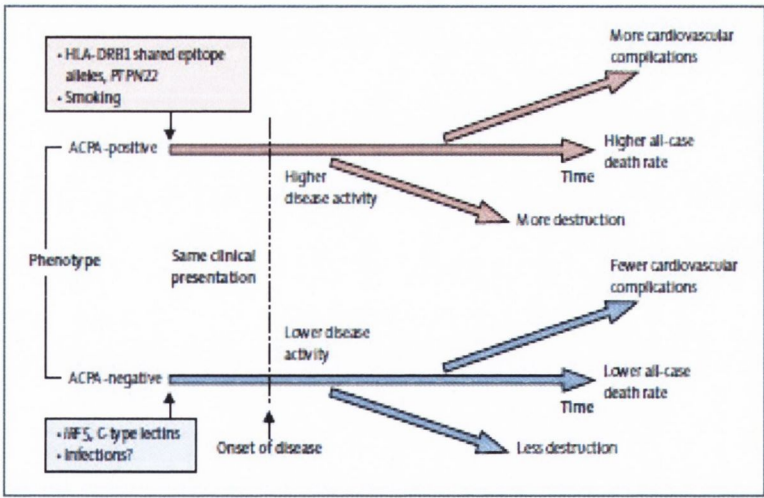 • HLA-DRB1 shared epitope
alleles, PTPN22
• Smoking
More cardiovascular
complications
ACPA-positive
Higher all-case
death rate
Time
Higher
disease activity
More destruction
Phenotype
Same clinical
presentation
Fewer cardiovascular
complications
Lower disease
activity
ACPA-negative
Lower all-case
death rate
Time
• IRF5, C-type lectins
• Infections?
Onset of disease
Less destruction